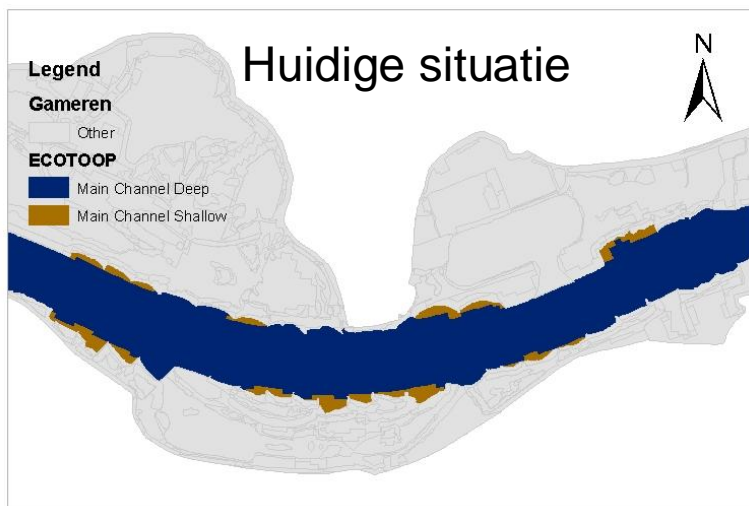 Huidige situatie
N
Legend
Gameren
Other
ECOTOOP
Main Channel Deep
Main Channel Shallow